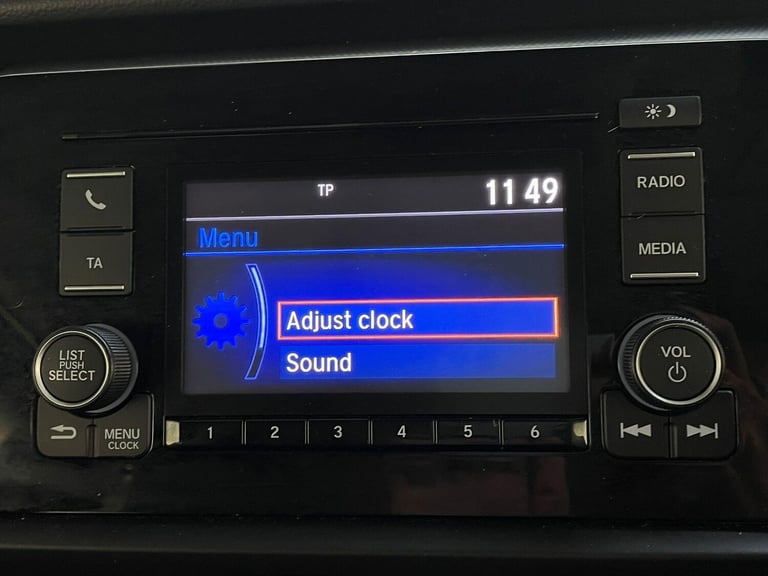 TP 11 49
Menu
Adjust clock
Sound
TA
LIST
PUSH
SELECT
MENU
CLOCK
1 2 3 4 5 6
RADIO
MEDIA
VOL